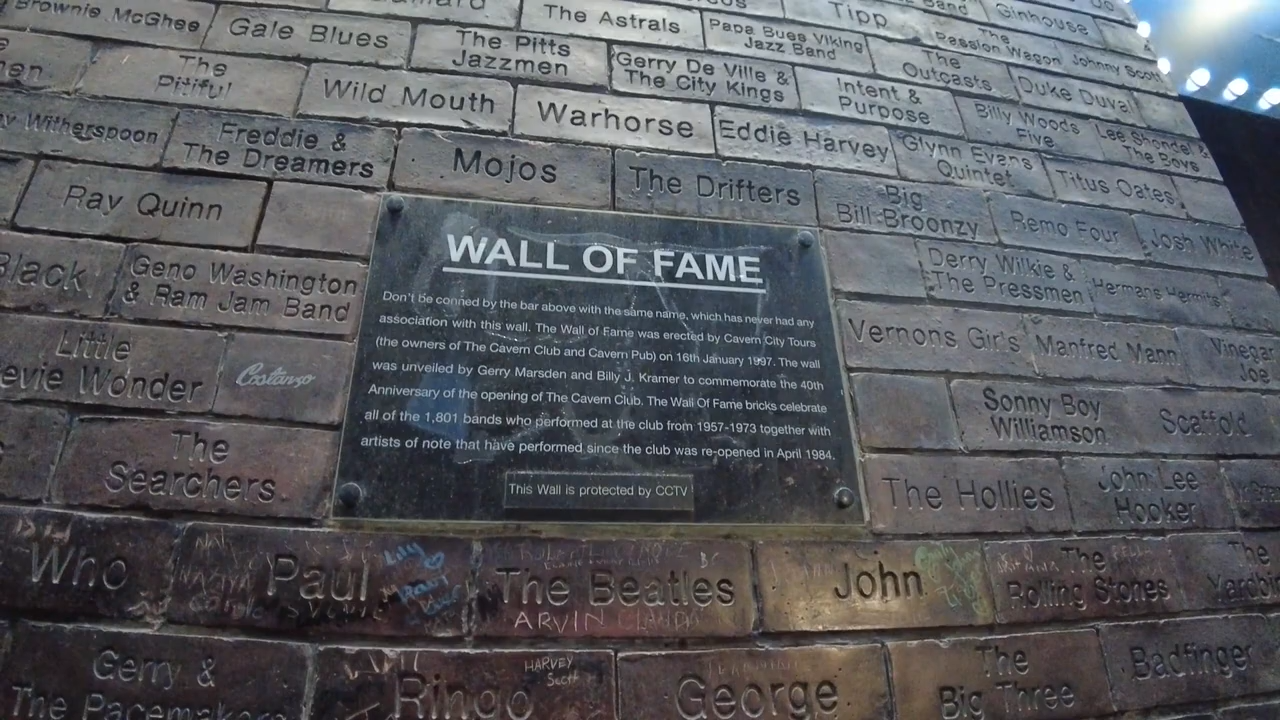 Brownie McGhee
Gale Blues
The Astrals
Tipp
Ginhouse
The Pitts
Jazzmen
Papa Bues Viking
Jazz Band
The
Passion Wagon
Johnny Scott
The
Pitiful
Wild Mouth
Gerry De Ville &
The City Kings
Intent &
Purpose
The
Outcasts
Duke Duval
Warhorse
Eddie Harvey
Billy Woods
Five
Lee Shondel &
The Boys
Witherspoon
Freddie &
The Dreamers
Mojos
The Drifters
Glynn Evans
Quintet
Titus Oates
Ray Quinn
Big
Bill Broonzy
Remo Four
Josh White
Black
Geno Washington
& Ram Jam Band
Derry Wilkie &
The Pressmen
Hermans Hermits
Little
evie Wonder
Costanzo
Vernons Girl's
Manfred Mann
Vinegar
Joe
WALL OF FAME
Don't be conned by the bar above with the same name, which has never had any
association with this wall. The Wall of Fame was erected by Cavern City Tours
(the owners of The Cavern Club and Cavern Pub) on 16th January 1997. The wall
was unveiled by Gerry Marsden and Billy J. Kramer to commemorate the 40th
Anniversary of the opening of The Cavern Club. The Wall Of Fame bricks celebrate
all of the 1,801 bands who performed at the club from 1957-1973 together with
artists of note that have performed since the club was re-opened in April 1984.
This Wall is protected by CCTV
Sonny Boy
Williamson
Scaffold
The
Searchers
The Hollies
John Lee
Hooker
Who
Paul
Lily
The Beatles
ARVIN
John
The
Rolling Stones
The
Yardbi
Gerry &
The Pacemakers
Ringo
HARVEY
Scott
George
The
Big Three
Badfinger